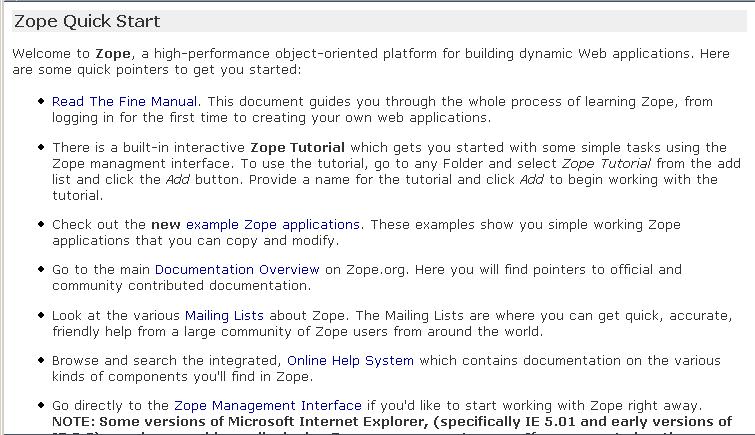 Zope Quick Start
Welcome to Zope, a high-performance object-oriented platform for building dynamic Web applications. Here
are some quick pointers to get you started:
Read The Fine Manual. This document guides you through the whole process of learning Zope, from
logging in for the first time to creating your own web applications.
There is a built-in interactive Zope Tutorial which gets you started with some simple tasks using the
Zope managment interface. To use the tutorial, go to any Folder and select Zope Tutorial from the add
list and click the Add button. Provide a name for the tutorial and click Add to begin working with the
tutorial.
Check out the new example Zope applications. These examples show you simple working Zope
applications that you can copy and modify.
Go to the main Documentation Overview on Zope.org. Here you will find pointers to official and
community contributed documentation.
Look at the various Mailing Lists about Zope. The Mailing Lists are where you can get quick, accurate,
friendly help from a large community of Zope users from around the world.
Browse and search the integrated, Online Help System which contains documentation on the various
kinds of components you'll find in Zope.
Go directly to the Zope Management Interface if you'd like to start working with Zope right away.
NOTE: Some versions of Microsoft Internet Explorer, (specifically IE 5.01 and early versions of